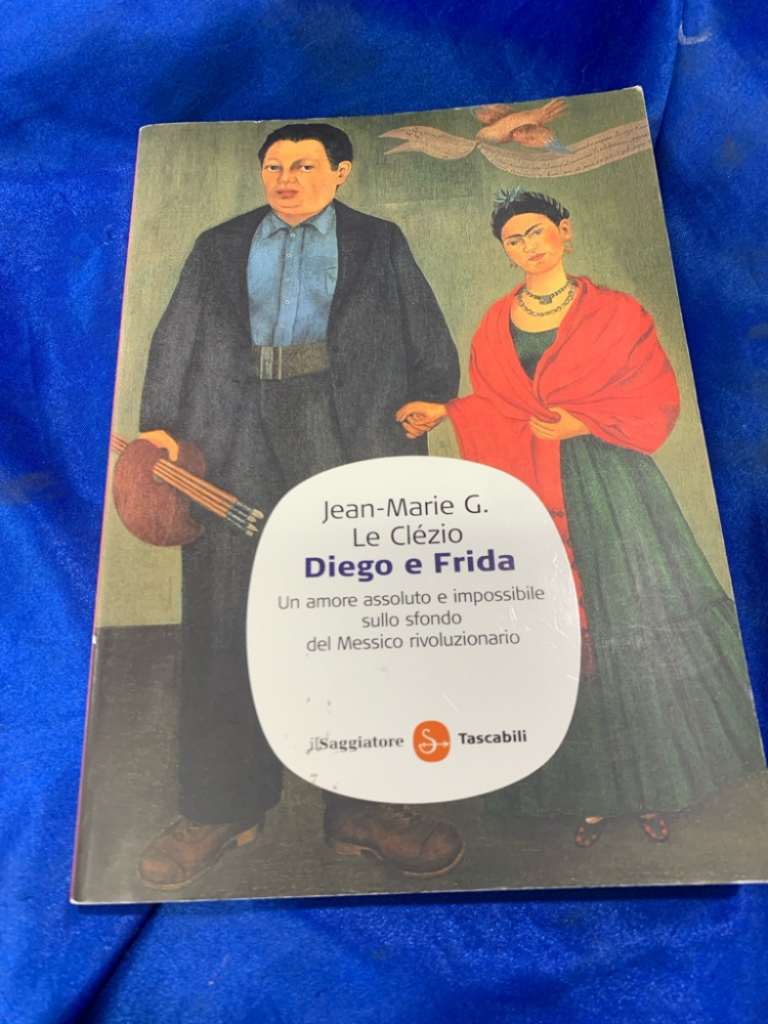 Jean-Marie G.
Le Clézio
Diego e Frida
Un amore assoluto e impossibile
sullo sfondo
del Messico rivoluzionario
ilSaggiatore S Tascabili